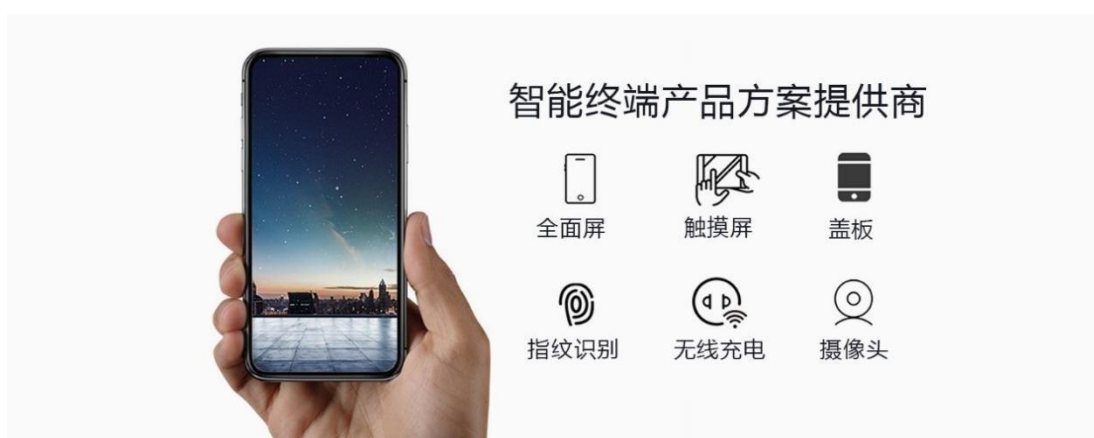 智能终端产品方案提供商
全面屏
触摸屏
盖板
指纹识别
无线充电
摄像头